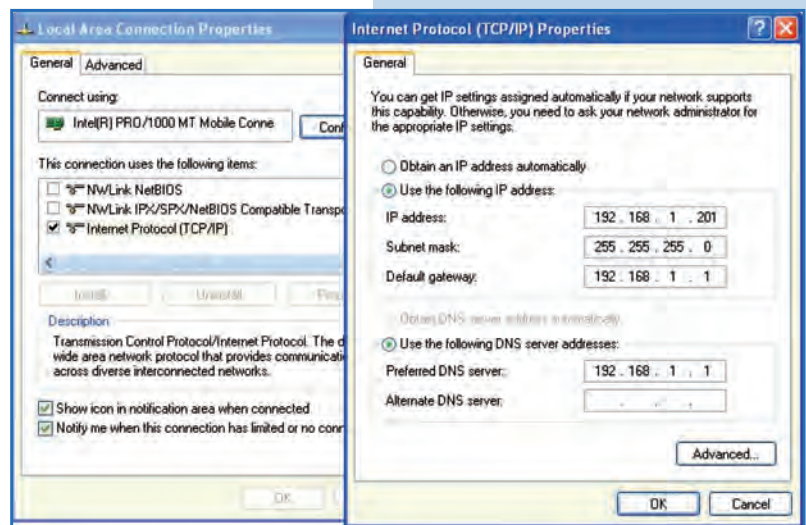 Local Area Connection Properties
General Advanced
Connect using:
Intel(R) PRO/1000 MT Mobile Conne
Conf
This connection uses the following items:
NWLink NetBIOS
NWLink IPX/SPX/NetBIOS Compatible Transpo
Internet Protocol (TCP/IP)
Install Uninstall
Description
Transmission Control Protocol/Internet Protocol. The d
wide area network protocol that provides communicati
across diverse interconnected networks.
Show icon in notification area when connected
Notify me when this connection has limited or no conn
OK
Internet Protocol (TCP/IP) Properties
General
You can get IP settings assigned automatically if your network supports
this capability. Otherwise, you need to ask your network administrator for
the appropriate IP settings.
Obtain an IP address automatically
Use the following IP address:
IP address: 192 . 168 . 1 . 201
Subnet mask: 255 . 255 . 255 . 0
Default gateway: 192 . 168 . 1 . 1
Obtain DNS server address automatically
Use the following DNS server addresses:
Preferred DNS server: 192 . 168 . 1 . 1
Alternate DNS server: . . .
Advanced...
OK Cancel